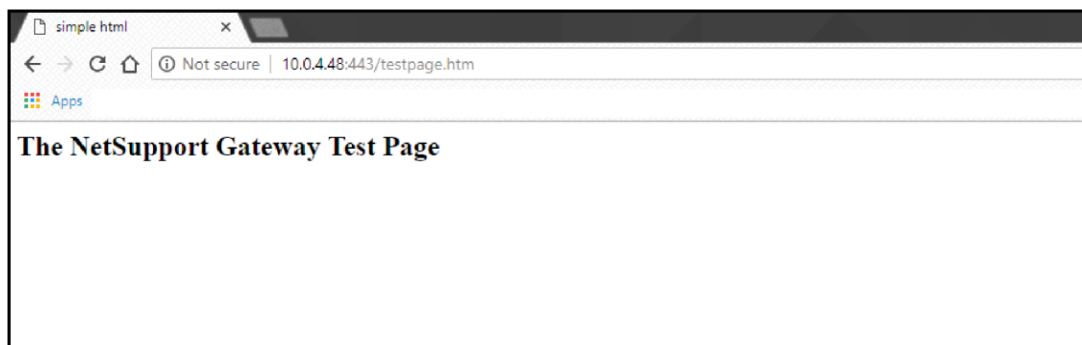 simple html
Not secure | 10.0.4.48:443/testpage.htm
Apps
The NetSupport Gateway Test Page